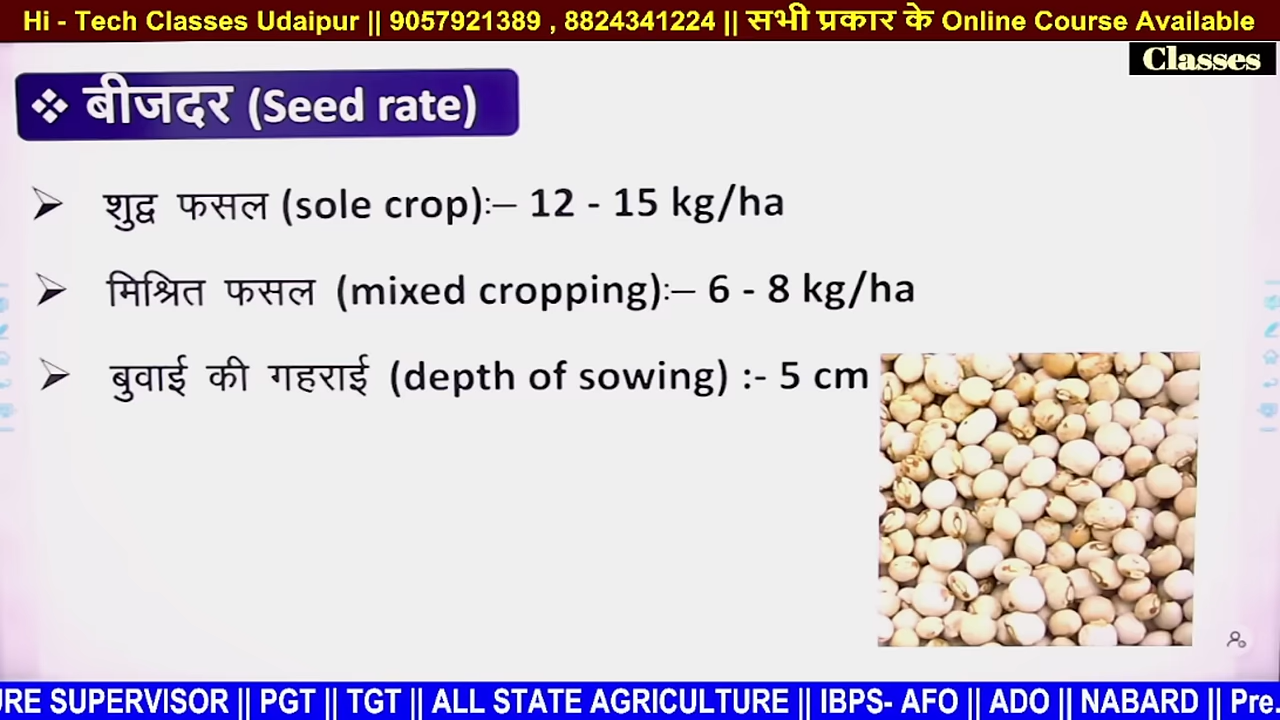 Hi - Tech Classes Udaipur || 9057921389 , 8824341224 || सभी प्रकार के Online Course Available
Classes
❖ बीजदर (Seed rate)
➢ शुद्व फसल (sole crop):– 12 - 15 kg/ha
➢ मिश्रित फसल (mixed cropping):– 6 - 8 kg/ha
➢ बुवाई की गहराई (depth of sowing) :- 5 cm
URE SUPERVISOR || PGT || TGT || ALL STATE AGRICULTURE || IBPS- AFO || ADO || NABARD || Pre.